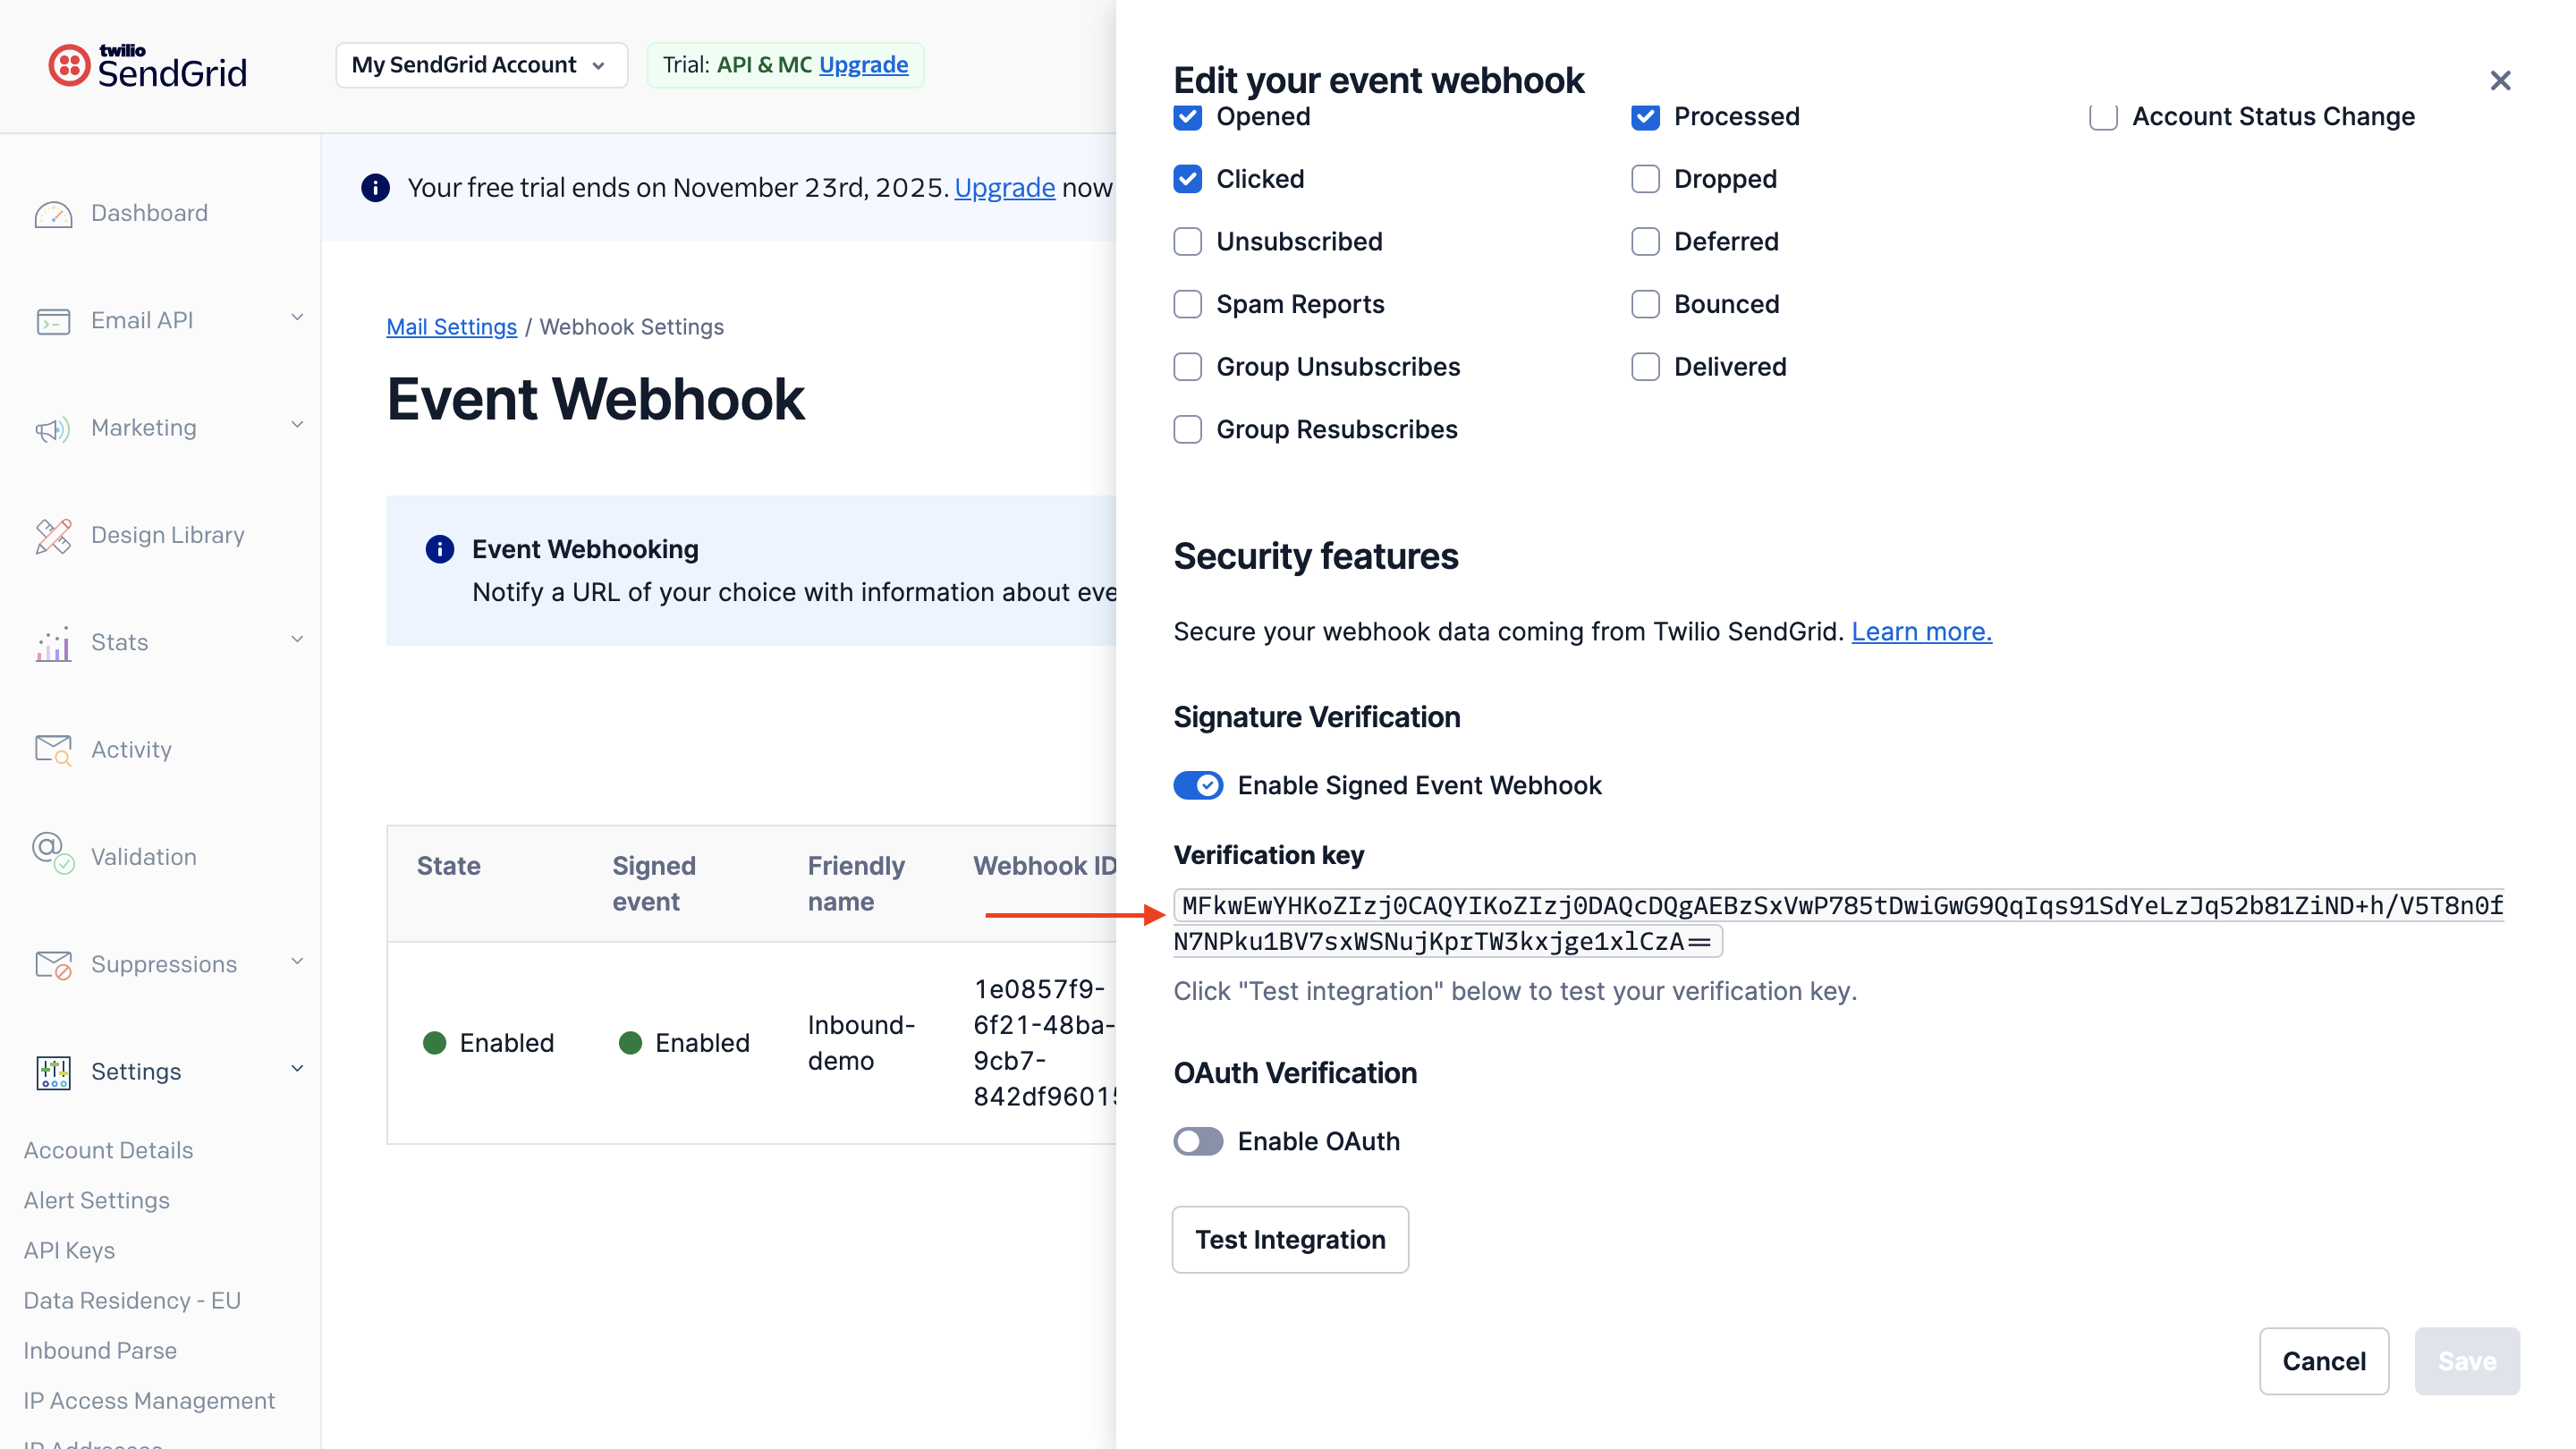 twilio
SendGrid
My SendGrid Account
Trial: API & MC Upgrade
Dashboard
Email API
Marketing
Design Library
Stats
Activity
Validation
Suppressions
Settings
Account Details
Alert Settings
API Keys
Data Residency - EU
Inbound Parse
IP Access Management
IP Addresses
Your free trial ends on November 23rd, 2025. Upgrade now
Mail Settings / Webhook Settings
Event Webhook
Event Webhooking
Notify a URL of your choice with information about eve
State
Signed
event
Friendly
name
Webhook ID
Enabled
Enabled
Inbound-
demo
1e0857f9-
6f21-48ba-
9cb7-
842df96015
Edit your event webhook
Opened
Clicked
Unsubscribed
Spam Reports
Group Unsubscribes
Group Resubscribes
Processed
Dropped
Deferred
Bounced
Delivered
Account Status Change
Security features
Secure your webhook data coming from Twilio SendGrid. Learn more.
Signature Verification
Enable Signed Event Webhook
Verification key
MFkwEwYHKoZIzj0CAQYIKoZIzj0DAQcDQgAEBzSxVwP785tDwiGwG9QqIqs91SdYeLzJq52b81ZiND+h/V5T8n0f
N7NPku1BV7sxWSNujKprTW3kxjge1xlCzA==
Click "Test integration" below to test your verification key.
OAuth Verification
Enable OAuth
Test Integration
Cancel
Save